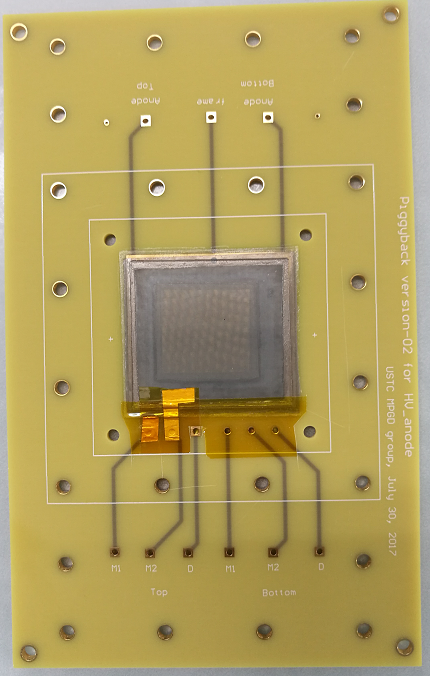 Top
Anode
frame
Bottom
Anode
Piggyback version-02 for HV_anode
USTC MPGD group, July 30, 2017
M1 M2 D M1 M2 D
Top Bottom